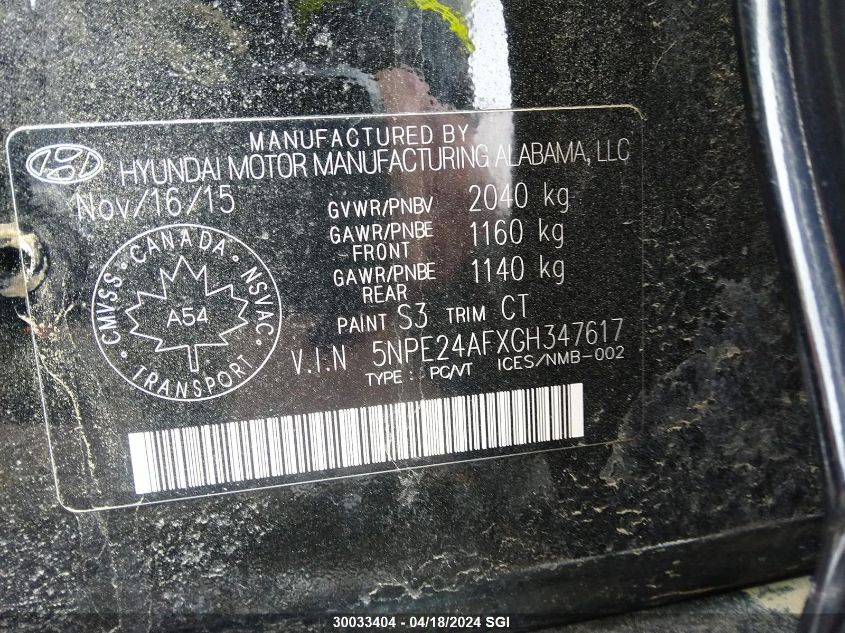 MANUFACTURED BY
HYUNDAI MOTOR MANUFACTURING ALABAMA, LLC
Nov/16/15
GVWR/PNBV 2040 kg
GAWR/PNBE FRONT 1160 kg
GAWR/PNBE REAR 1140 kg
PAINT S3 TRIM CT
V.I.N 5NPE24AFXGH347617
TYPE : PC/VT ICES/NMB-002
CMVSS • CANADA • NSVAC • TRANSPORT •
A54
30033404 - 04/18/2024 SGI